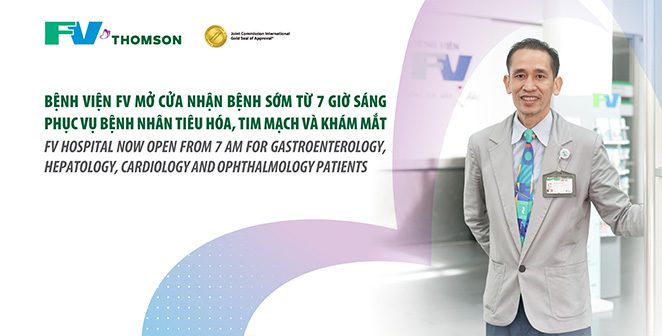 FV THOMSON
Joint Commission International
Gold Seal of Approval®
BỆNH VIỆN FV MỞ CỬA NHẬN BỆNH SỚM TỪ 7 GIỜ SÁNG
PHỤC VỤ BỆNH NHÂN TIÊU HÓA, TIM MẠCH VÀ KHÁM MẮT
FV HOSPITAL NOW OPEN FROM 7 AM FOR GASTROENTEROLOGY,
HEPATOLOGY, CARDIOLOGY AND OPHTHALMOLOGY PATIENTS
FV